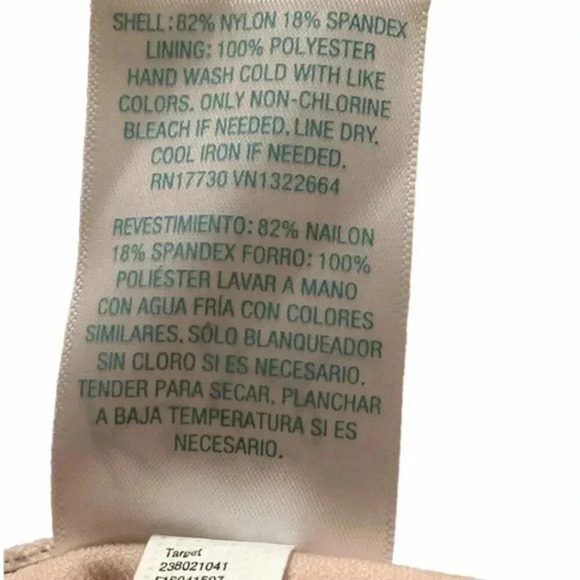 SHELL: 82% NYLON 18% SPANDEX
LINING: 100% POLYESTER
HAND WASH COLD WITH LIKE
COLORS. ONLY NON-CHLORINE
BLEACH IF NEEDED. LINE DRY.
COOL IRON IF NEEDED.
RN17730 VN1322664
REVESTIMIENTO: 82% NAILON
18% SPANDEX FORRO: 100%
POLIÉSTER LAVAR A MANO
CON AGUA FRÍA CON COLORES
SIMILARES. SÓLO BLANQUEADOR
SIN CLORO SI ES NECESARIO.
TENDER PARA SECAR. PLANCHAR
A BAJA TEMPERATURA SI ES
NECESARIO.
Target
238021041